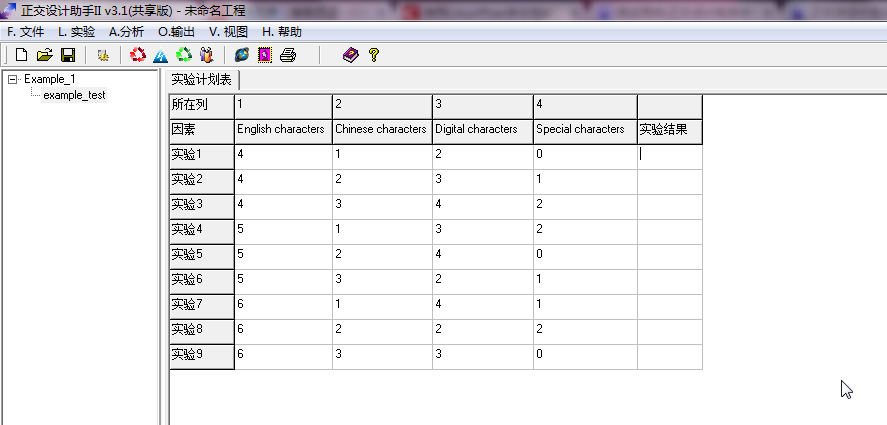 正交设计助手II v3.1(共享版) - 未命名工程
F. 文件 L. 实验 A.分析 O.输出 V. 视图 H. 帮助
Example_1
example_test
实验计划表
所在列 1 2 3 4
因素 English characters Chinese characters Digital characters Special characters 实验结果
实验1 4 1 2 0
实验2 4 2 3 1
实验3 4 3 4 2
实验4 5 1 3 2
实验5 5 2 4 0
实验6 5 3 2 1
实验7 6 1 4 1
实验8 6 2 2 2
实验9 6 3 3 0